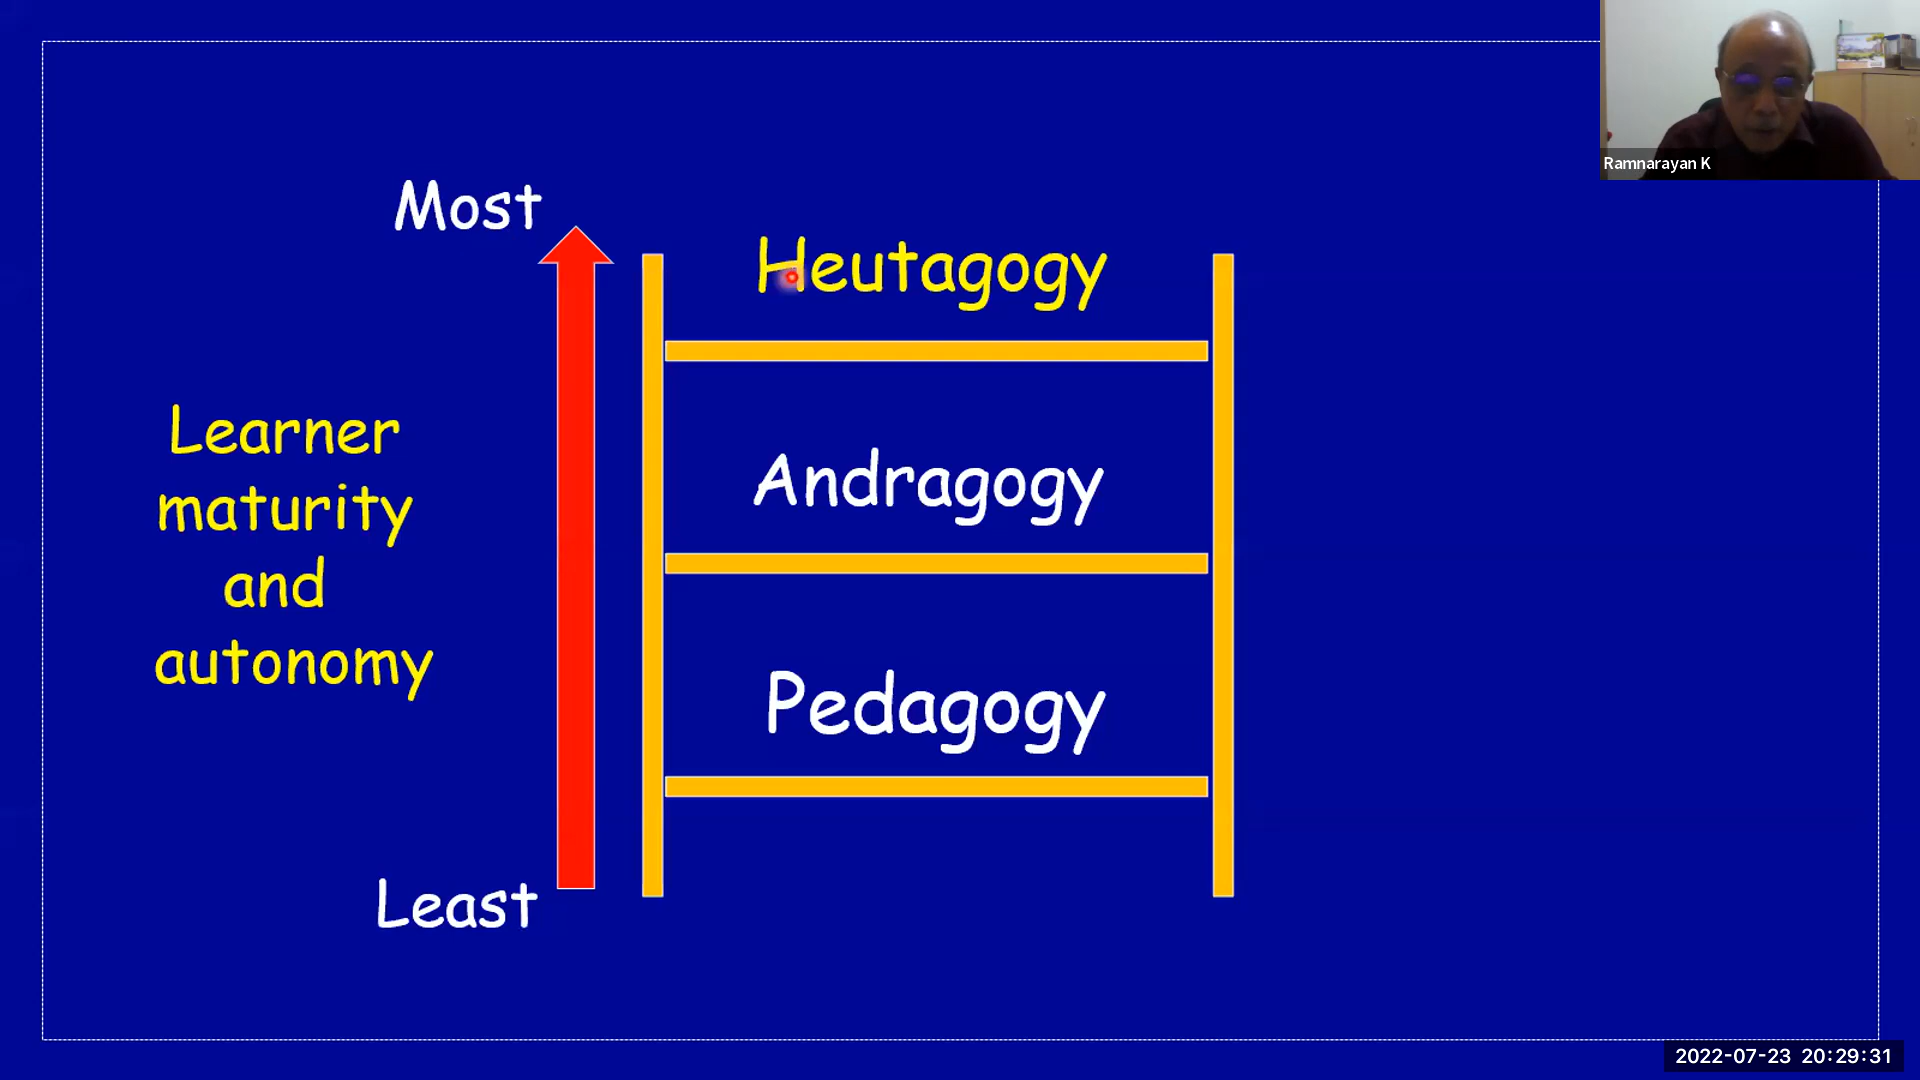 Ramnarayan K
Most
Heutagogy
Learner
maturity
and
autonomy
Andragogy
Pedagogy
Least
2022-07-23 20:29:31